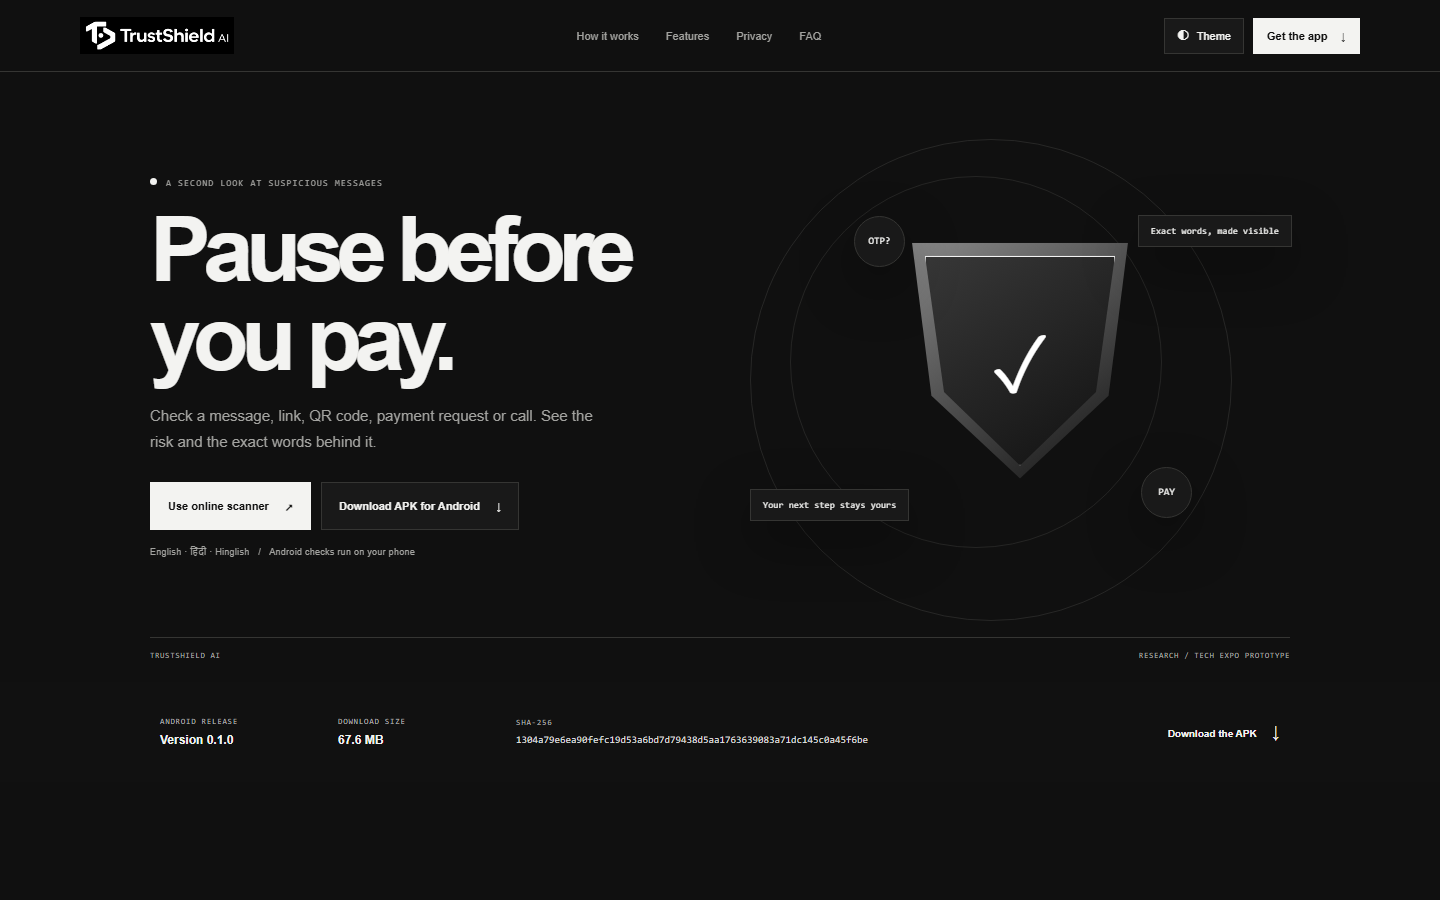 TrustShield AI
How it works
Features
Privacy
FAQ
Theme
Get the app ↓
A SECOND LOOK AT SUSPICIOUS MESSAGES
Pause before
you pay.
Check a message, link, QR code, payment request or call. See the
risk and the exact words behind it.
Use online scanner ↗
Download APK for Android ↓
English · हिंदी · Hinglish / Android checks run on your phone
OTP?
Exact words, made visible
Your next step stays yours
PAY
TRUSTSHIELD AI
RESEARCH / TECH EXPO PROTOTYPE
ANDROID RELEASE
Version 0.1.0
DOWNLOAD SIZE
67.6 MB
SHA-256
1304a79e6ea90fefc19d53a6bd7d79438d5aa1763639083a71dc145c0a45f6be
Download the APK ↓